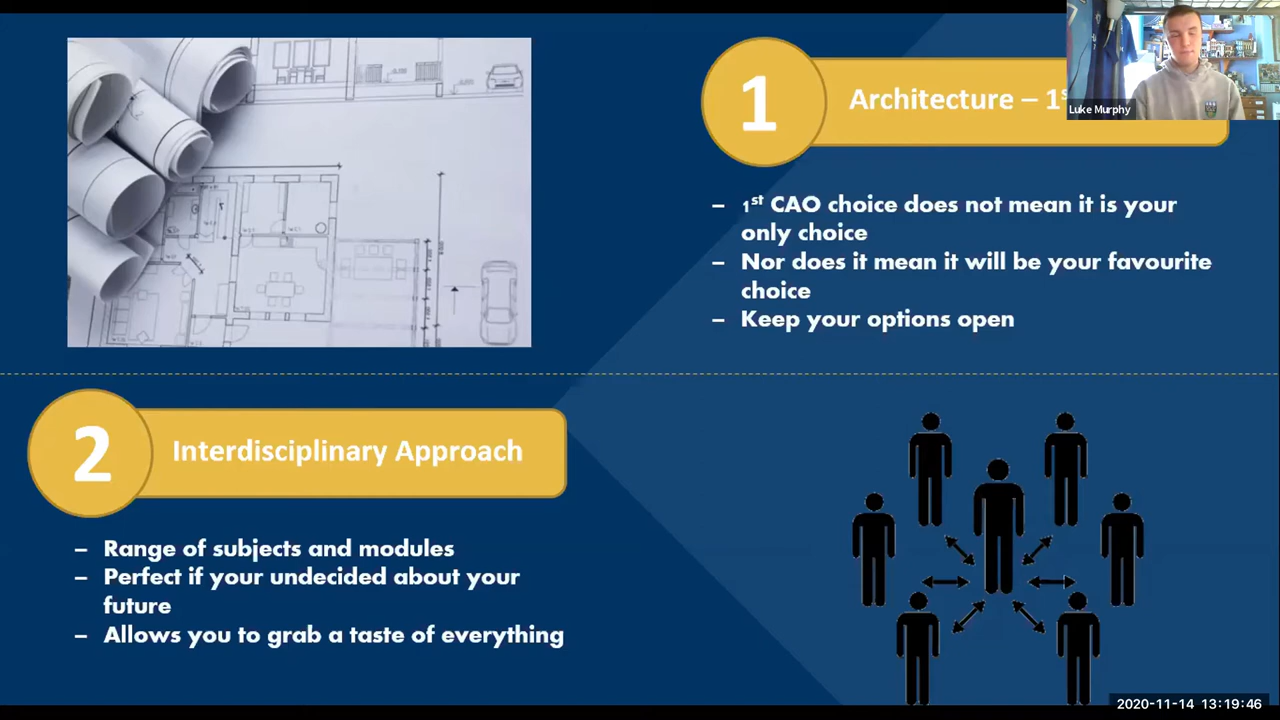 1
Architecture – 1
Luke Murphy
– 1st CAO choice does not mean it is your
only choice
– Nor does it mean it will be your favourite
choice
– Keep your options open
2
Interdisciplinary Approach
– Range of subjects and modules
– Perfect if your undecided about your
future
– Allows you to grab a taste of everything
2020-11-14 13:19:46